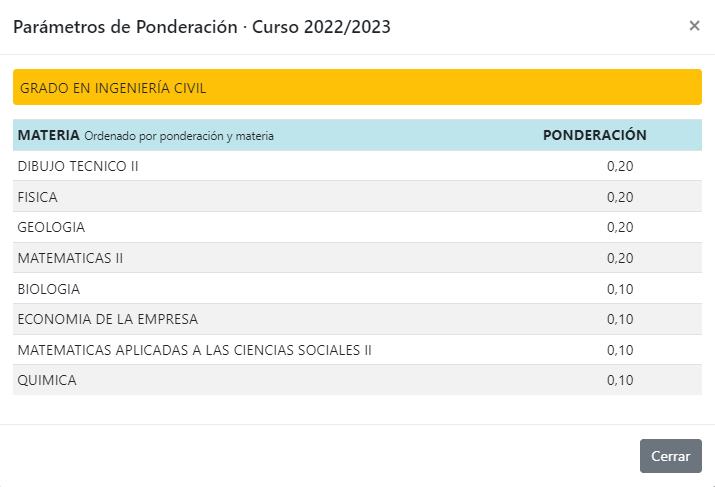 Parámetros de Ponderación · Curso 2022/2023 ×
GRADO EN INGENIERÍA CIVIL
MATERIA Ordenado por ponderación y materia PONDERACIÓN
DIBUJO TECNICO II 0,20
FISICA 0,20
GEOLOGIA 0,20
MATEMATICAS II 0,20
BIOLOGIA 0,10
ECONOMIA DE LA EMPRESA 0,10
MATEMATICAS APLICADAS A LAS CIENCIAS SOCIALES II 0,10
QUIMICA 0,10
Cerrar